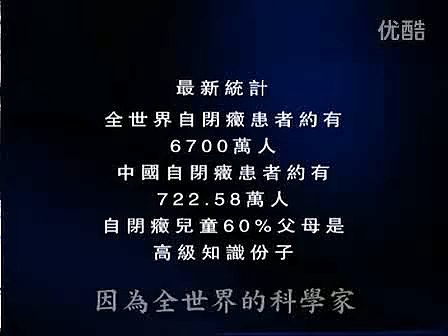 优酷
最新統計
全世界自閉癥患者約有
6700萬人
中國自閉癥患者約有
722.58萬人
自閉癥兒童60%父母是
高級知識份子
因為全世界的科學家